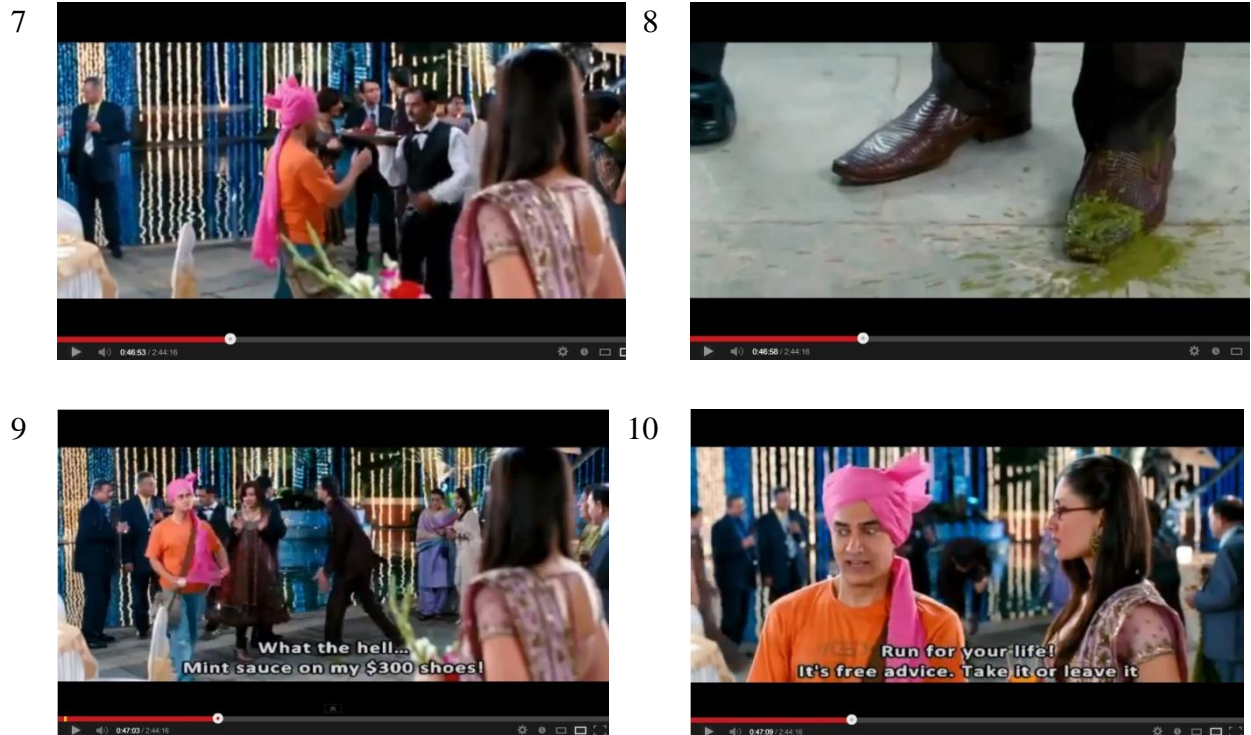 7
8
0:46:53 / 2:44:16
0:46:58 / 2:44:16
9
10
What the hell...
Mint sauce on my $300 shoes!
Run for your life!
It's free advice. Take it or leave it
0:47:03 / 2:44:16
0:47:09 / 2:44:16